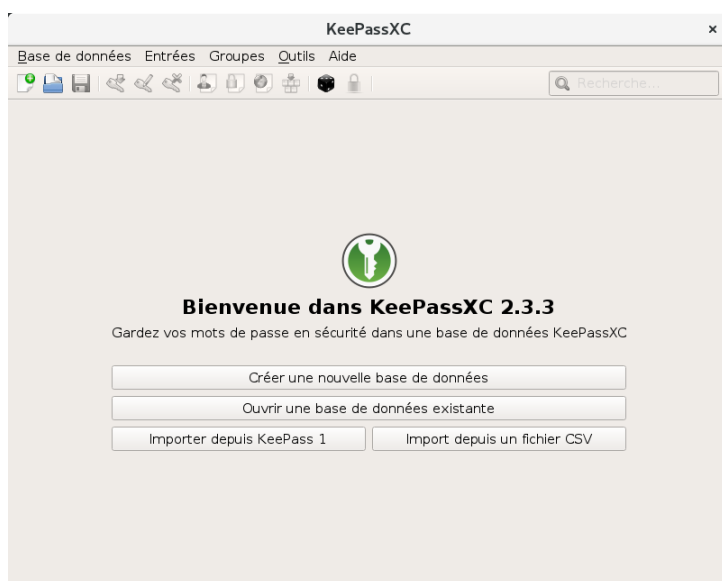 KeePassXC
Base de données Entrées Groupes Outils Aide
Recherche...
Bienvenue dans KeePassXC 2.3.3
Gardez vos mots de passe en sécurité dans une base de données KeePassXC
Créer une nouvelle base de données
Ouvrir une base de données existante
Importer depuis KeePass 1 Import depuis un fichier CSV